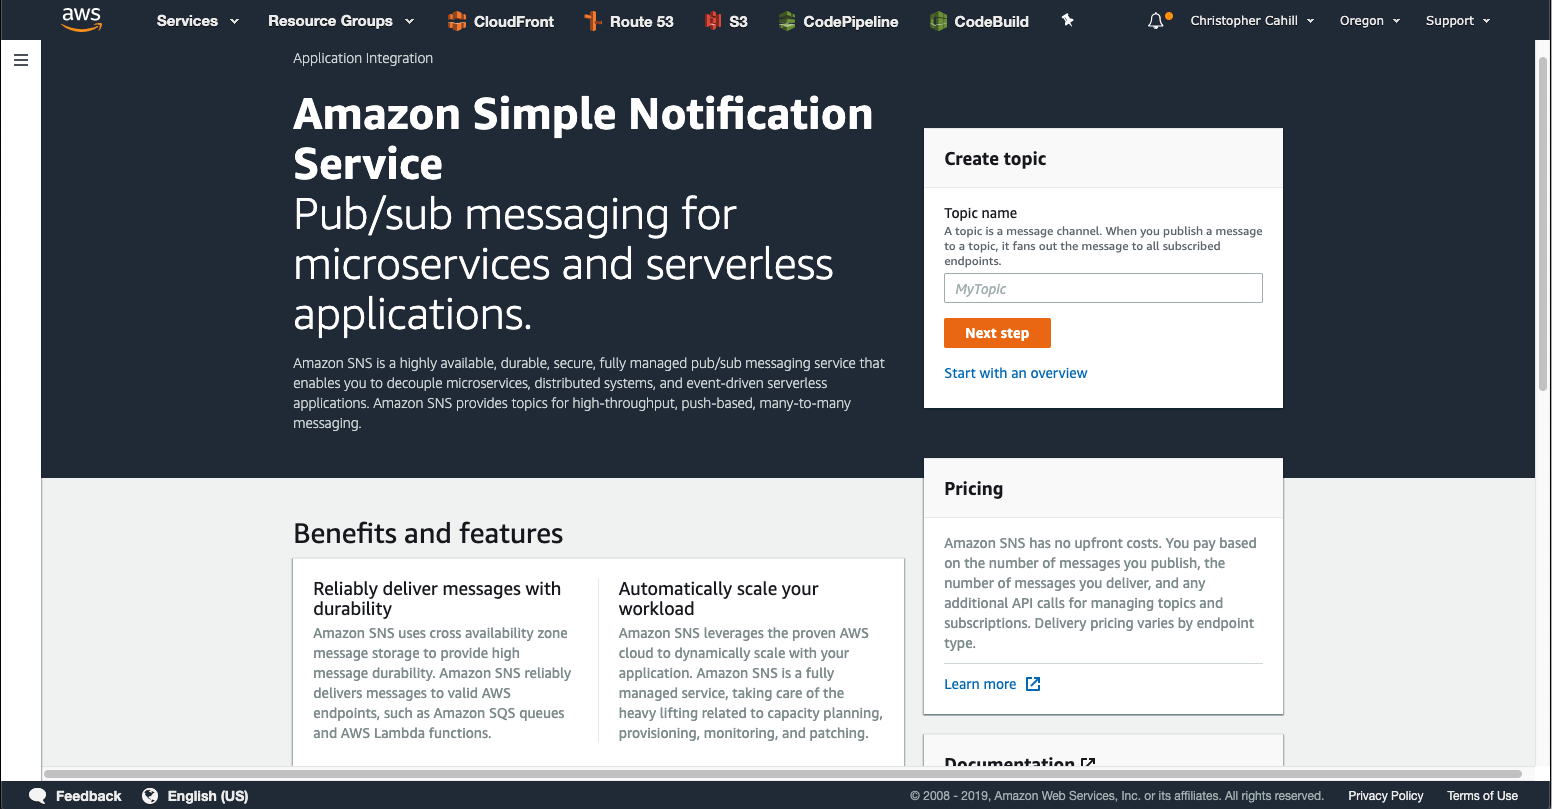 aws Services Resource Groups CloudFront Route 53 S3 CodePipeline CodeBuild Christopher Cahill Oregon Support
Application Integration
Amazon Simple Notification
Service
Pub/sub messaging for
microservices and serverless
applications.
Amazon SNS is a highly available, durable, secure, fully managed pub/sub messaging service that
enables you to decouple microservices, distributed systems, and event-driven serverless
applications. Amazon SNS provides topics for high-throughput, push-based, many-to-many
messaging.
Create topic
Topic name
A topic is a message channel. When you publish a message
to a topic, it fans out the message to all subscribed
endpoints.
MyTopic
Next step
Start with an overview
Pricing
Amazon SNS has no upfront costs. You pay based
on the number of messages you publish, the
number of messages you deliver, and any
additional API calls for managing topics and
subscriptions. Delivery pricing varies by endpoint
type.
Learn more
Documentation
Benefits and features
Reliably deliver messages with
durability
Amazon SNS uses cross availability zone
message storage to provide high
message durability. Amazon SNS reliably
delivers messages to valid AWS
endpoints, such as Amazon SQS queues
and AWS Lambda functions.
Automatically scale your
workload
Amazon SNS leverages the proven AWS
cloud to dynamically scale with your
application. Amazon SNS is a fully
managed service, taking care of the
heavy lifting related to capacity planning,
provisioning, monitoring, and patching.
Feedback English (US) © 2008 - 2019, Amazon Web Services, Inc. or its affiliates. All rights reserved. Privacy Policy Terms of Use